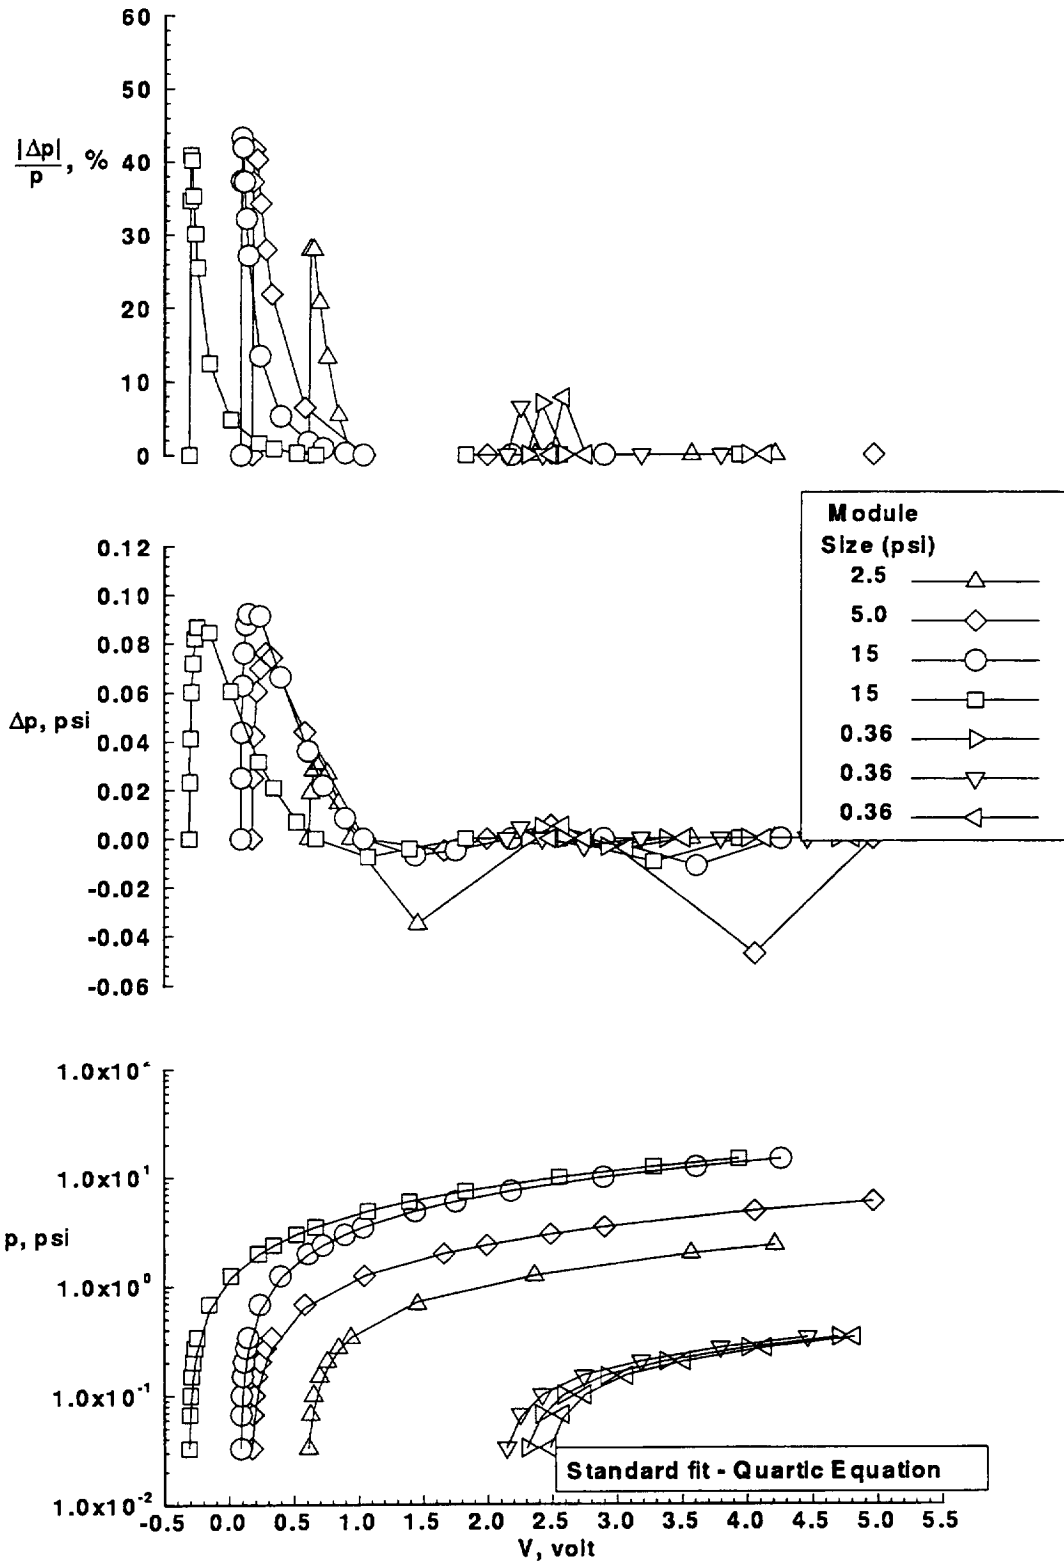 60
50
|Δp|
p , % 40
30
20
10
0
Module
Size (psi)
2.5
5.0
15
15
0.36
0.36
0.36
0.12
0.10
0.08
0.06
Δp, psi 0.04
0.02
0.00
-0.02
-0.04
-0.06
1.0x10²
1.0x10¹
p, psi
1.0x10⁰
1.0x10⁻¹
1.0x10⁻²
Standard fit - Quartic Equation
-0.5 0.0 0.5 1.0 1.5 2.0 2.5 3.0 3.5 4.0 4.5 5.0 5.5
V, volt